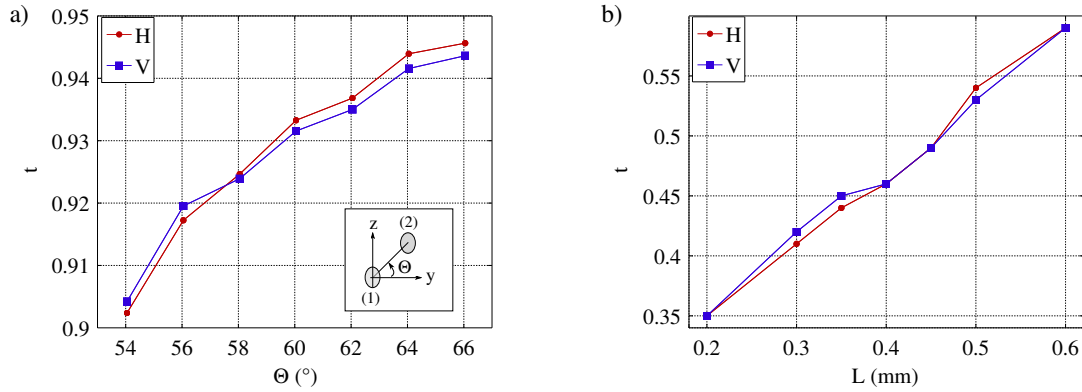 a)
0.95
0.94
0.93
0.92
0.91
0.9
t
H
V
54 56 58 60 62 64 66
Θ (°)
z
(2)
Θ
y
(1)
b)
0.55
0.5
0.45
0.4
0.35
t
H
V
0.2 0.3 0.4 0.5 0.6
L (mm)